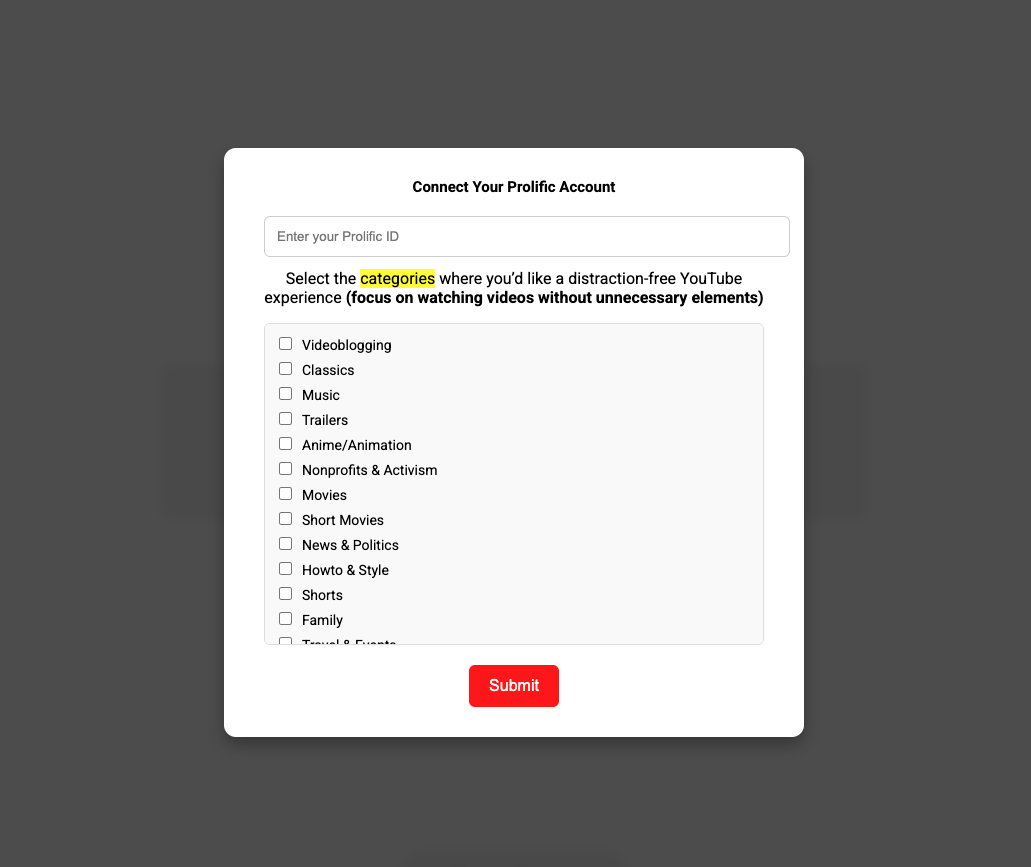 Connect Your Prolific Account
Enter your Prolific ID
Select the categories where you’d like a distraction-free YouTube
experience (focus on watching videos without unnecessary elements)
Videoblogging
Classics
Music
Trailers
Anime/Animation
Nonprofits & Activism
Movies
Short Movies
News & Politics
Howto & Style
Shorts
Family
Travel & Events
Submit